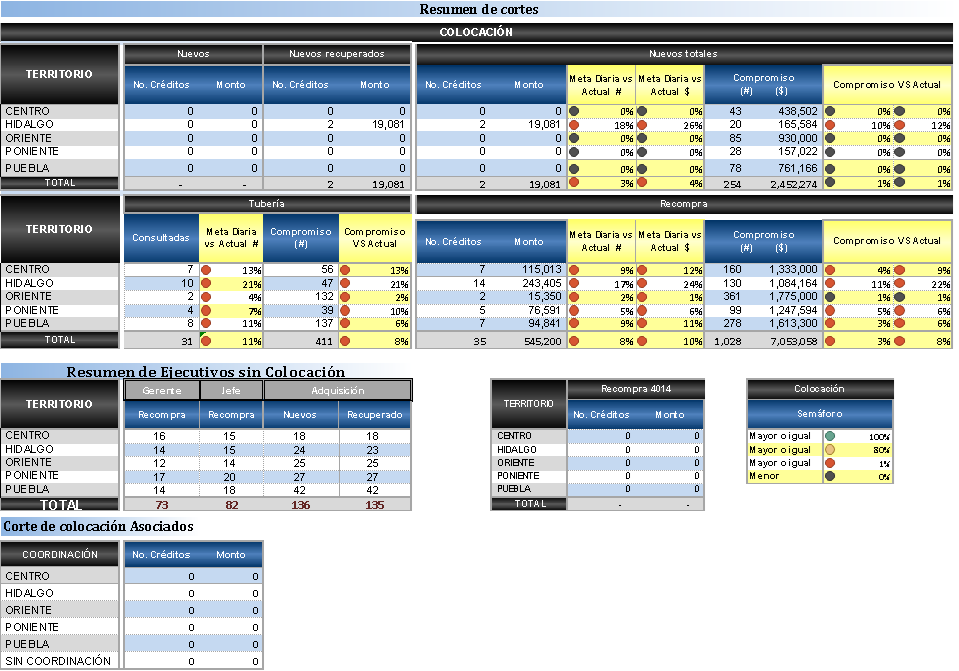 Resumen de cortes
COLOCACIÓN
TERRITORIO Nuevos Nuevos recuperados Nuevos totales
No. Créditos Monto No. Créditos Monto No. Créditos Monto Meta Diaria vs Actual # Meta Diaria vs Actual $ Compromiso (#) ($) Compromiso VS Actual
CENTRO 0 0 0 0 0 0 0% 0% 43 438,502 0% 0%
HIDALGO 0 0 2 19,081 2 19,081 18% 26% 20 165,584 10% 12%
ORIENTE 0 0 0 0 0 0 0% 0% 85 930,000 0% 0%
PONIENTE 0 0 0 0 0 0 0% 0% 28 157,022 0% 0%
PUEBLA 0 0 0 0 0 0 0% 0% 78 761,166 0% 0%
TOTAL - - 2 19,081 2 19,081 3% 4% 254 2,452,274 1% 1%
TERRITORIO Tubería Recompra
Consultadas Meta Diaria vs Actual # Compromiso (#) Compromiso VS Actual No. Créditos Monto Meta Diaria vs Actual # Meta Diaria vs Actual $ Compromiso (#) ($) Compromiso VS Actual
CENTRO 7 13% 56 13% 7 115,013 9% 12% 160 1,333,000 4% 9%
HIDALGO 10 21% 47 21% 14 243,405 17% 24% 130 1,084,164 11% 22%
ORIENTE 2 4% 132 2% 2 15,350 2% 1% 361 1,775,000 1% 1%
PONIENTE 4 7% 39 10% 5 76,591 5% 6% 99 1,247,594 5% 6%
PUEBLA 8 11% 137 6% 7 94,841 9% 11% 278 1,613,300 3% 6%
TOTAL 31 11% 411 8% 35 545,200 8% 10% 1,028 7,053,058 3% 8%
Resumen de Ejecutivos sin Colocación
TERRITORIO Gerente Jefe Adquisición
Recompra Recompra Nuevos Recuperado
CENTRO 16 15 18 18
HIDALGO 14 15 24 23
ORIENTE 12 14 25 25
PONIENTE 17 20 27 27
PUEBLA 14 18 42 42
TOTAL 73 82 136 135
TERRITORIO Recompra 4014
No. Créditos Monto
CENTRO 0 0
HIDALGO 0 0
ORIENTE 0 0
PONIENTE 0 0
PUEBLA 0 0
TOTAL - -
Colocación
Semáforo
Mayor o igual 100%
Mayor o igual 80%
Mayor o igual 1%
Menor 0%
Corte de colocación Asociados
COORDINACIÓN No. Créditos Monto
CENTRO 0 0
HIDALGO 0 0
ORIENTE 0 0
PONIENTE 0 0
PUEBLA 0 0
SIN COORDINACIÓN 0 0